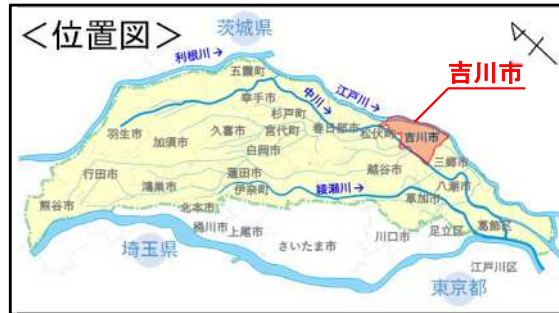 <位置図>
茨城県
利根川→
五霞町
江戸川→
吉川市
幸手市
中川→
杉戸町
羽生市
加須市
久喜市
宮代町
春日部市
松伏町
吉川市
白岡市
三郷市
行田市
蓮田市
越谷市
鴻巣市
伊奈町
綾瀬川→
八潮市
草加市
熊谷市
北本市
桶川市
上尾市
川口市
足立区
葛飾区
埼玉県
さいたま市
江戸川区
東京都